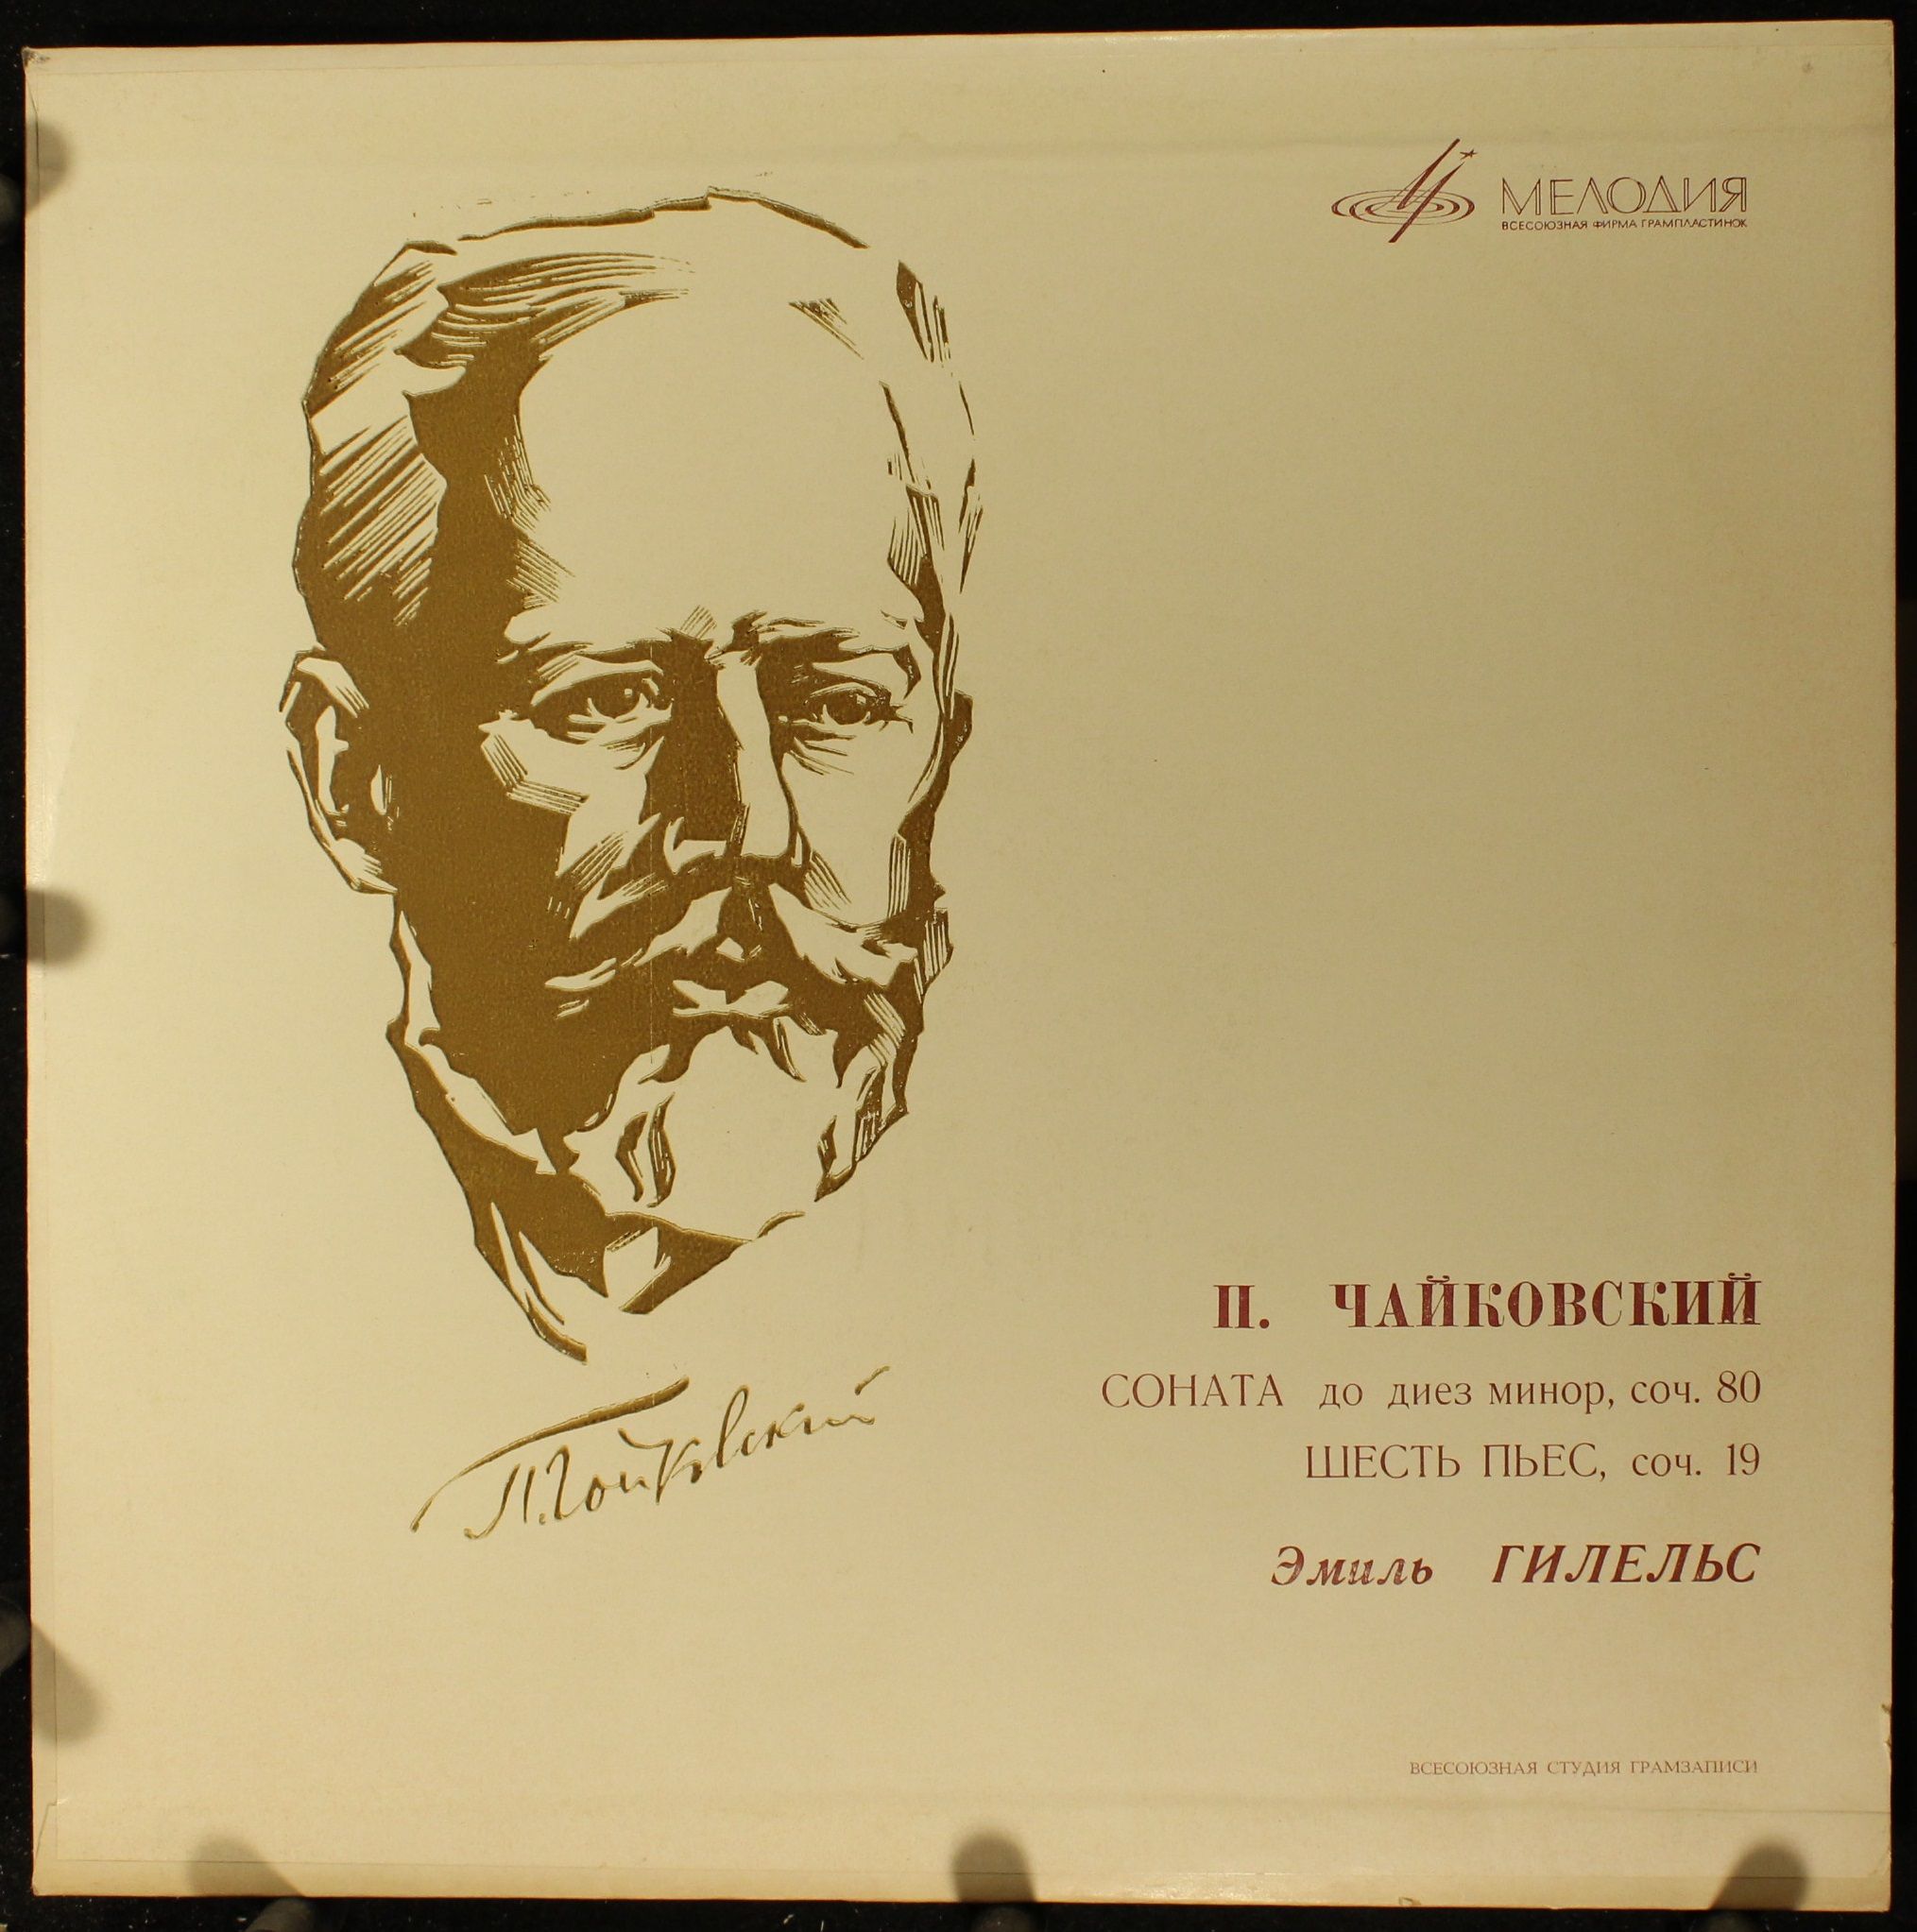 МЕЛОДИЯ
ВСЕСОЮЗНАЯ ФИРМА ГРАМПЛАСТИНОК
П. ЧАЙКОВСКИЙ
СОНАТА до диез минор, соч. 80
ШЕСТЬ ПЬЕС, соч. 19
П. Чайковский
Эмиль ГИЛЕЛЬС
ВСЕСОЮЗНАЯ СТУДИЯ ГРАМЗАПИСИ